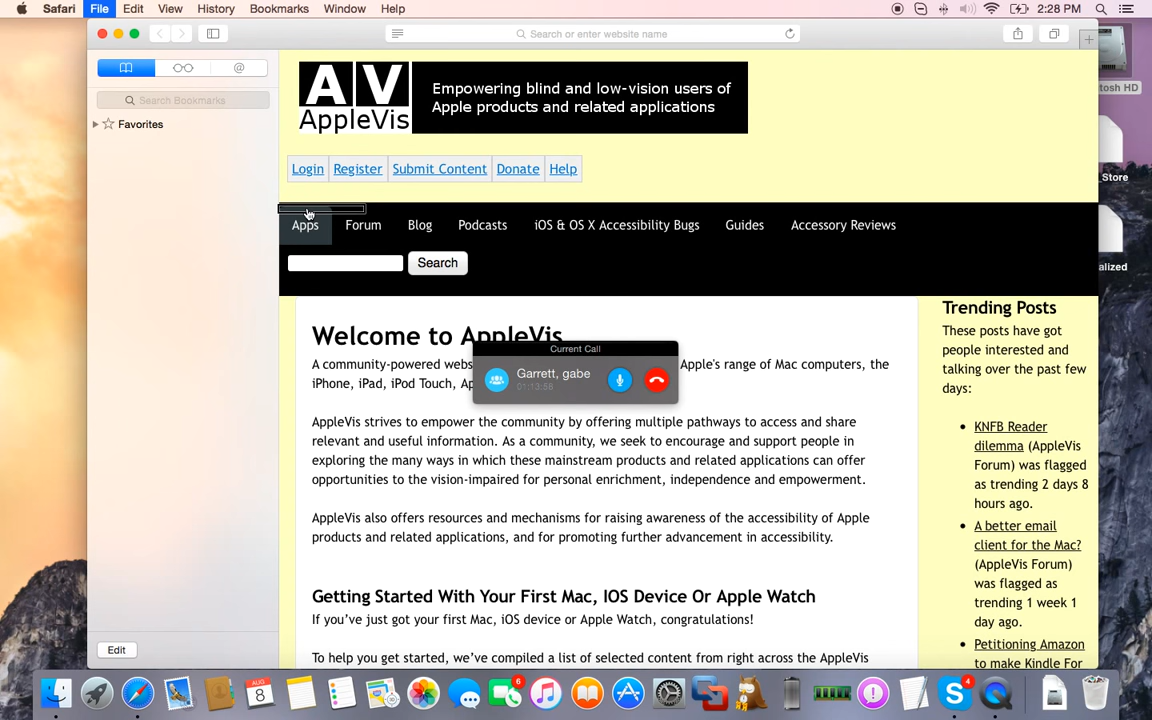 Safari File Edit View History Bookmarks Window Help 2:28 PM
Search or enter website name
@
Search Bookmarks
Favorites
Edit
AV
AppleVis
Empowering blind and low-vision users of
Apple products and related applications
Login Register Submit Content Donate Help
Apps Forum Blog Podcasts iOS & OS X Accessibility Bugs Guides Accessory Reviews
Search
Welcome to AppleVis
A community-powered webs Apple's range of Mac computers, the
iPhone, iPad, iPod Touch, Ap
AppleVis strives to empower the community by offering multiple pathways to access and share
relevant and useful information. As a community, we seek to encourage and support people in
exploring the many ways in which these mainstream products and related applications can offer
opportunities to the vision-impaired for personal enrichment, independence and empowerment.
AppleVis also offers resources and mechanisms for raising awareness of the accessibility of Apple
products and related applications, and for promoting further advancement in accessibility.
Getting Started With Your First Mac, IOS Device Or Apple Watch
If you've just got your first Mac, iOS device or Apple Watch, congratulations!
To help you get started, we've compiled a list of selected content from right across the AppleVis
Current Call
Garrett, gabe
01:13:58
Trending Posts
These posts have got
people interested and
talking over the past few
days:
KNFB Reader
dilemma (AppleVis
Forum) was flagged
as trending 2 days 8
hours ago.
A better email
client for the Mac?
(AppleVis Forum)
was flagged as
trending 1 week 1
day ago.
Petitioning Amazon
to make Kindle For
tosh HD
_Store
alized
AUG
8
6
4